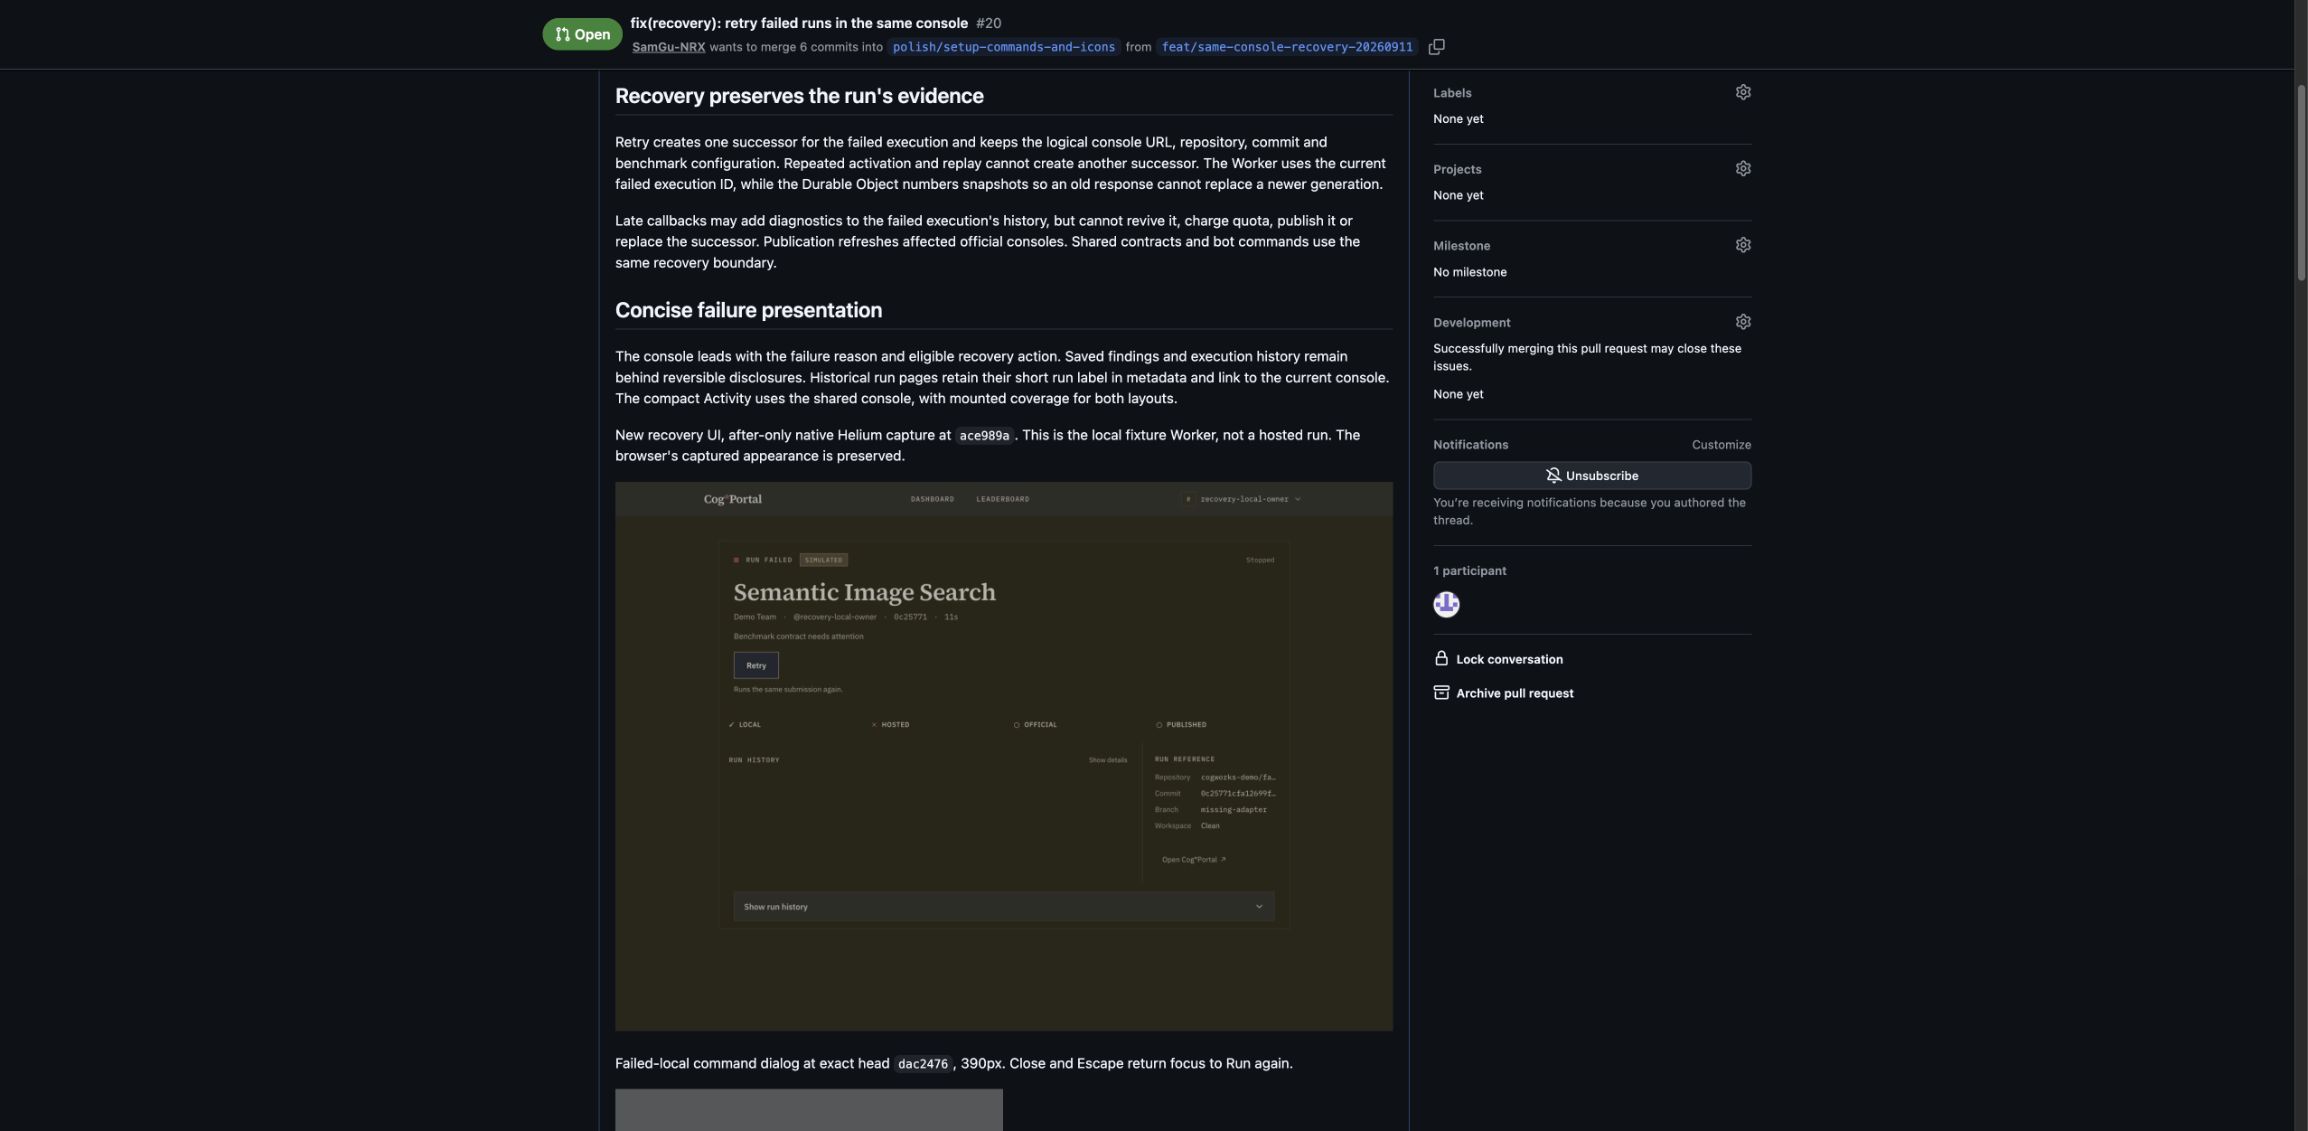 Open
fix(recovery): retry failed runs in the same console #20
SamGu-NRX wants to merge 6 commits into polish/setup-commands-and-icons from feat/same-console-recovery-20260911
Recovery preserves the run's evidence
Retry creates one successor for the failed execution and keeps the logical console URL, repository, commit and
benchmark configuration. Repeated activation and replay cannot create another successor. The Worker uses the current
failed execution ID, while the Durable Object numbers snapshots so an old response cannot replace a newer generation.
Late callbacks may add diagnostics to the failed execution's history, but cannot revive it, charge quota, publish it or
replace the successor. Publication refreshes affected official consoles. Shared contracts and bot commands use the
same recovery boundary.
Concise failure presentation
The console leads with the failure reason and eligible recovery action. Saved findings and execution history remain
behind reversible disclosures. Historical run pages retain their short run label in metadata and link to the current console.
The compact Activity uses the shared console, with mounted coverage for both layouts.
New recovery UI, after-only native Helium capture at ace989a. This is the local fixture Worker, not a hosted run. The
browser's captured appearance is preserved.
Cog*Portal
DASHBOARD LEADERBOARD
recovery-local-owner
RUN FAILED SIMULATED
Stopped
Semantic Image Search
Demo Team · @recovery-local-owner · 0c25771 · 11s
Benchmark contract needs attention
Retry
Runs the same submission again.
✓ LOCAL
× HOSTED
○ OFFICIAL
○ PUBLISHED
RUN HISTORY
Show details
RUN REFERENCE
Repository cogworks-demo/fa…
Commit 0c25771cfa12699f…
Branch missing-adapter
Workspace Clean
Open Cog*Portal ↗
Show run history
Failed-local command dialog at exact head dac2476, 390px. Close and Escape return focus to Run again.
Labels
None yet
Projects
None yet
Milestone
No milestone
Development
Successfully merging this pull request may close these
issues.
None yet
Notifications
Customize
Unsubscribe
You're receiving notifications because you authored the
thread.
1 participant
Lock conversation
Archive pull request